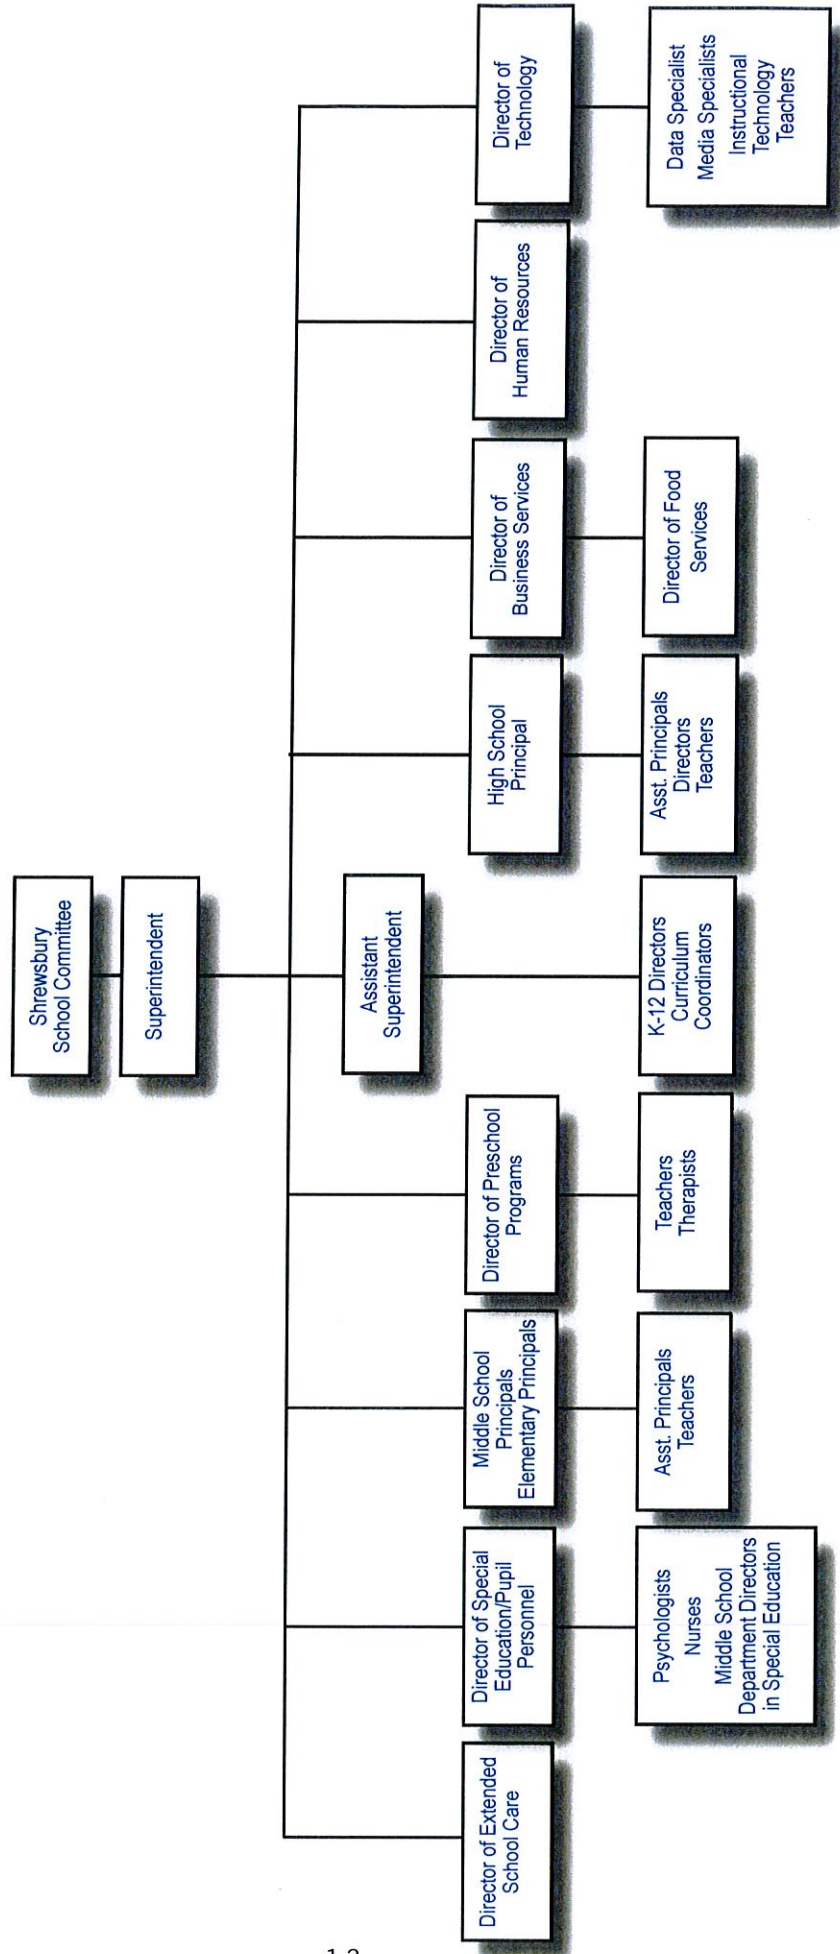 Shrewsbury
School Committee
Superintendent
Assistant
Superintendent
Director of Extended
School Care
Director of Special
Education/Pupil
Personnel
Middle School
Principals
Elementary Principals
Director of Preschool
Programs
High School
Principal
Director of
Business Services
Director of
Human Resources
Director of
Technology
Psychologists
Nurses
Middle School
Department Directors
in Special Education
Asst. Principals
Teachers
Teachers
Therapists
K-12 Directors
Curriculum
Coordinators
Asst. Principals
Directors
Teachers
Director of Food
Services
Data Specialist
Media Specialists
Instructional
Technology
Teachers